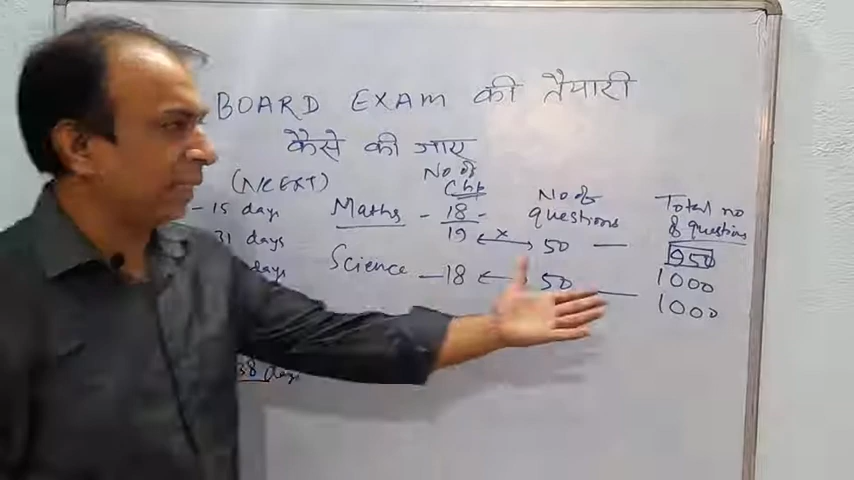 BOARD EXAM की तैयारी
कैसे की जाए
(NCERT)
No of
Chp
No of
questions
Total no
of questions
- 15 days
Maths - 18 -
19 ↔ x 50 — 950
31 days
1000
days
Science - 18 ↔ 50 — 1000
38 days